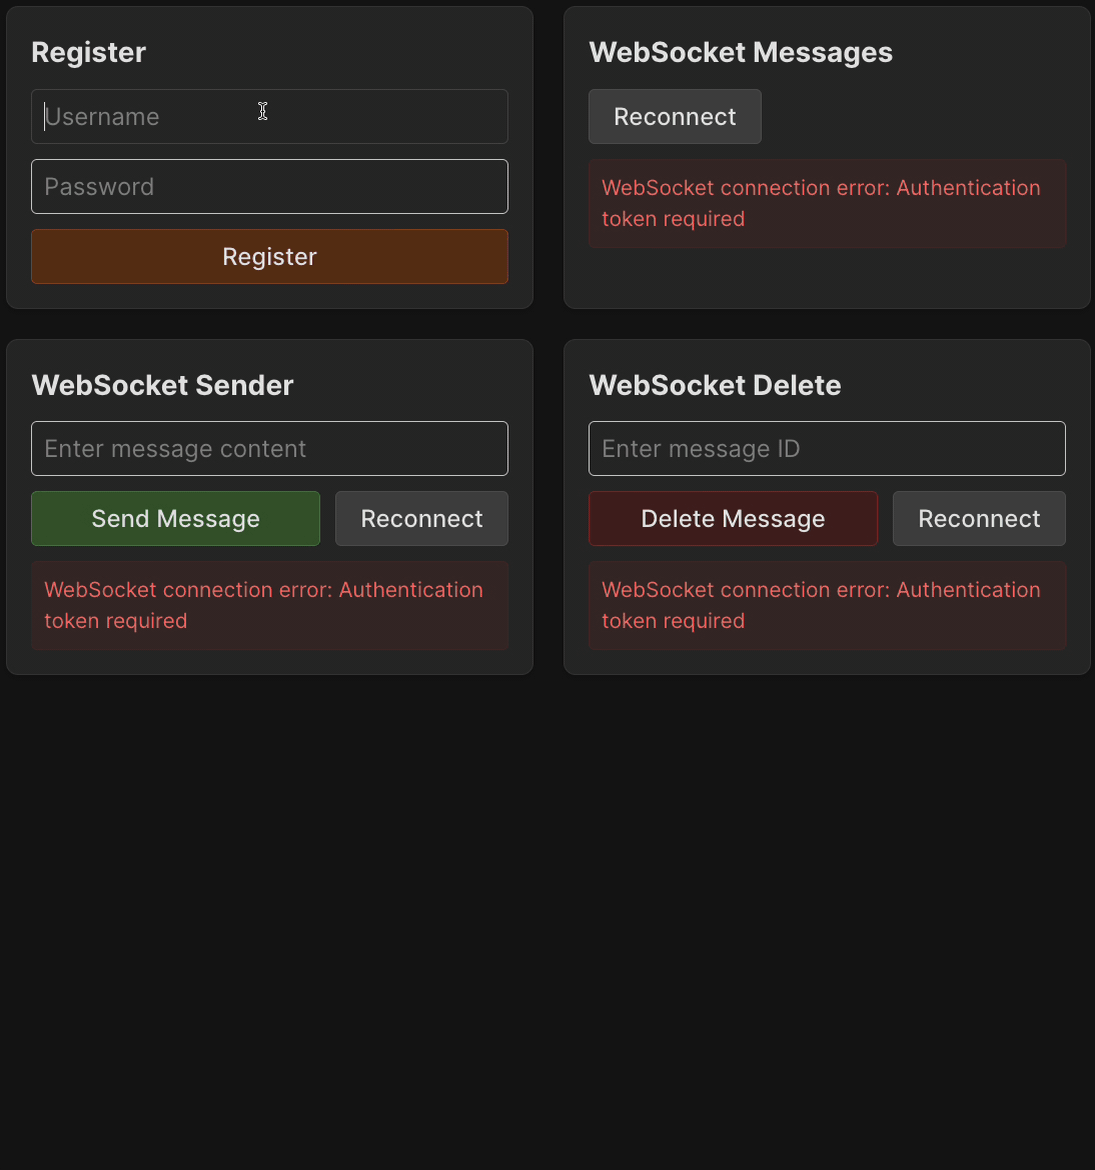 Register
Username
Password
Register
WebSocket Messages
Reconnect
WebSocket connection error: Authentication
token required
WebSocket Sender
Enter message content
Send Message
Reconnect
WebSocket connection error: Authentication
token required
WebSocket Delete
Enter message ID
Delete Message
Reconnect
WebSocket connection error: Authentication
token required